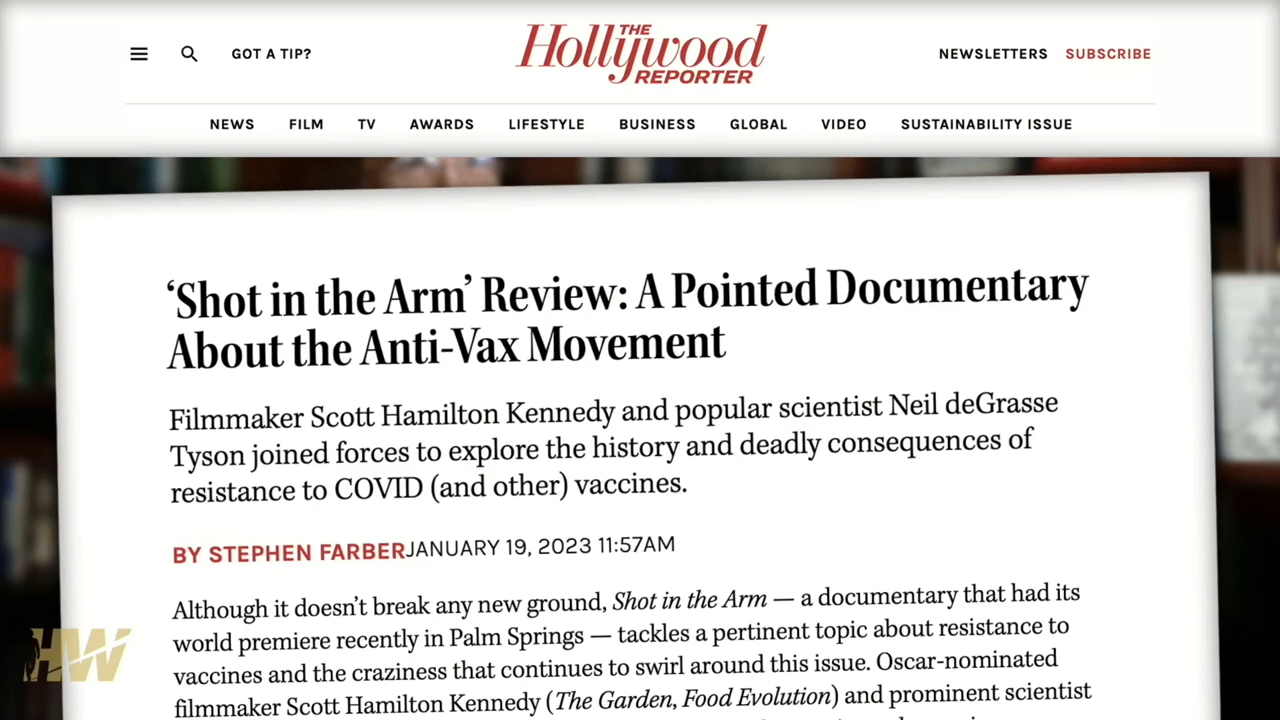 GOT A TIP?
THE
Hollywood
REPORTER
NEWSLETTERS SUBSCRIBE
NEWS FILM TV AWARDS LIFESTYLE BUSINESS GLOBAL VIDEO SUSTAINABILITY ISSUE
‘Shot in the Arm’ Review: A Pointed Documentary
About the Anti-Vax Movement
Filmmaker Scott Hamilton Kennedy and popular scientist Neil deGrasse
Tyson joined forces to explore the history and deadly consequences of
resistance to COVID (and other) vaccines.
BY STEPHEN FARBERJANUARY 19, 2023 11:57AM
Although it doesn’t break any new ground, Shot in the Arm — a documentary that had its
world premiere recently in Palm Springs — tackles a pertinent topic about resistance to
vaccines and the craziness that continues to swirl around this issue. Oscar-nominated
filmmaker Scott Hamilton Kennedy (The Garden, Food Evolution) and prominent scientist
HW